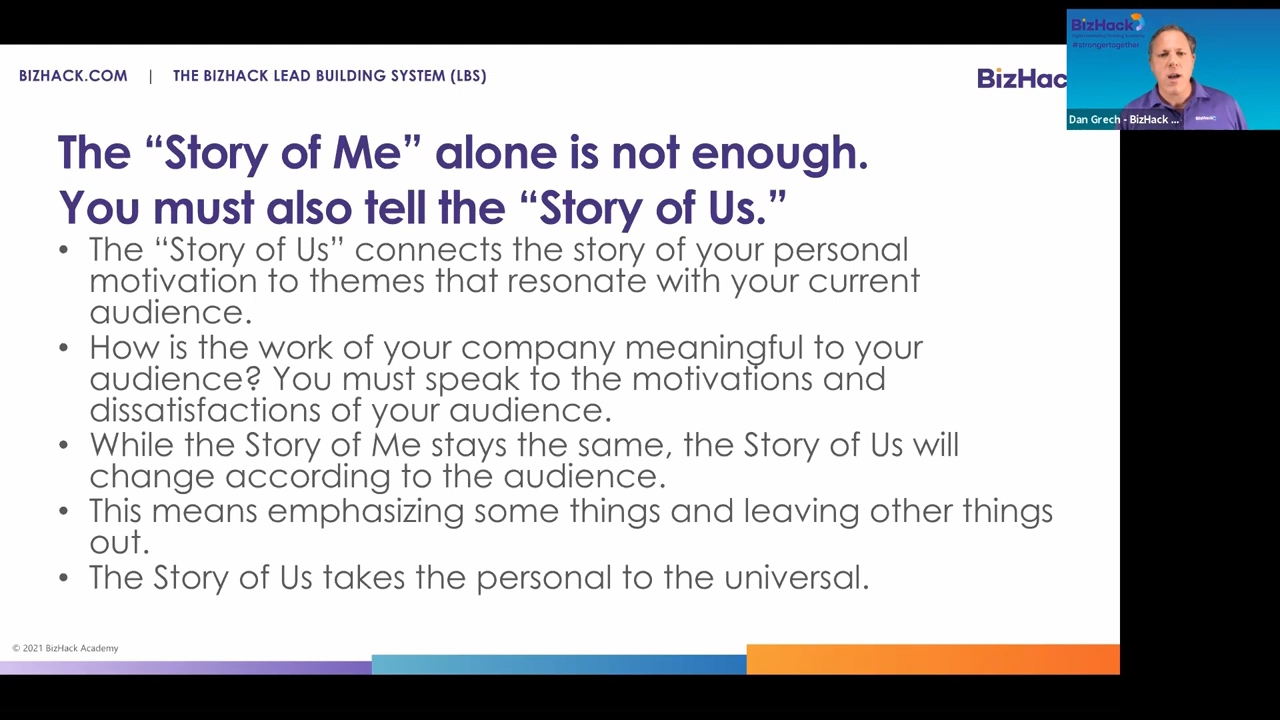 BIZHACK.COM | THE BIZHACK LEAD BUILDING SYSTEM (LBS)
BizHac
BizHack
#strongertogether
Dan Grech - BizHack ...
BizHack
The “Story of Me” alone is not enough.
You must also tell the “Story of Us.”
• The “Story of Us” connects the story of your personal
motivation to themes that resonate with your current
audience.
• How is the work of your company meaningful to your
audience? You must speak to the motivations and
dissatisfactions of your audience.
• While the Story of Me stays the same, the Story of Us will
change according to the audience.
• This means emphasizing some things and leaving other things
out.
• The Story of Us takes the personal to the universal.
© 2021 BizHack Academy